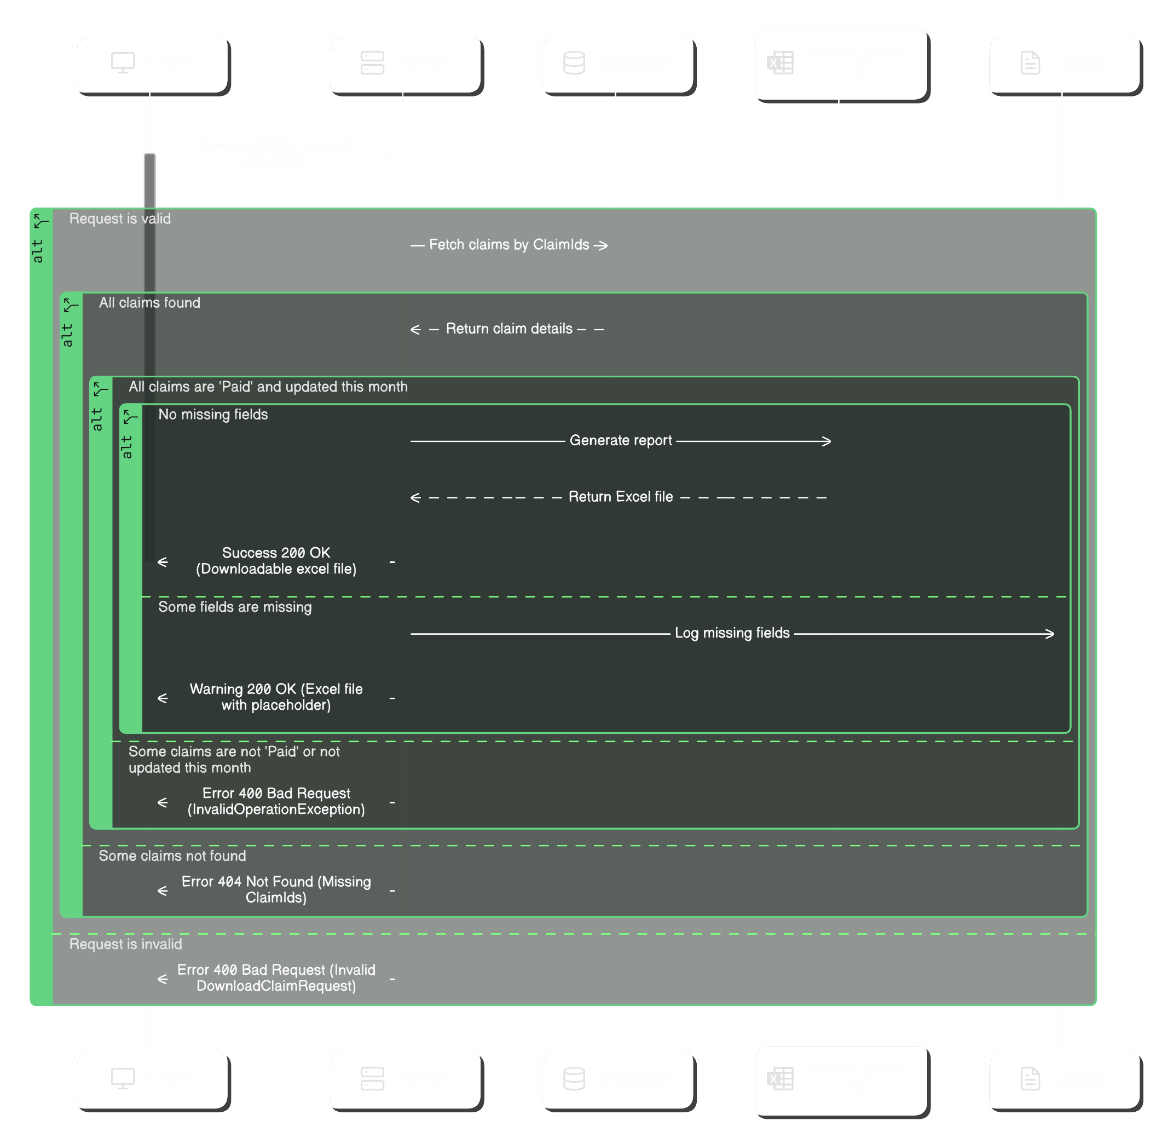 alt
Request is valid
Fetch claims by ClaimIds
alt
All claims found
Return claim details
alt
All claims are 'Paid' and updated this month
alt
No missing fields
Generate report
Return Excel file
Success 200 OK
(Downloadable excel file)
Some fields are missing
Log missing fields
Warning 200 OK (Excel file
with placeholder)
Some claims are not 'Paid' or not
updated this month
Error 400 Bad Request
(InvalidOperationException)
Some claims not found
Error 404 Not Found (Missing
ClaimIds)
Request is invalid
Error 400 Bad Request (Invalid
DownloadClaimRequest)